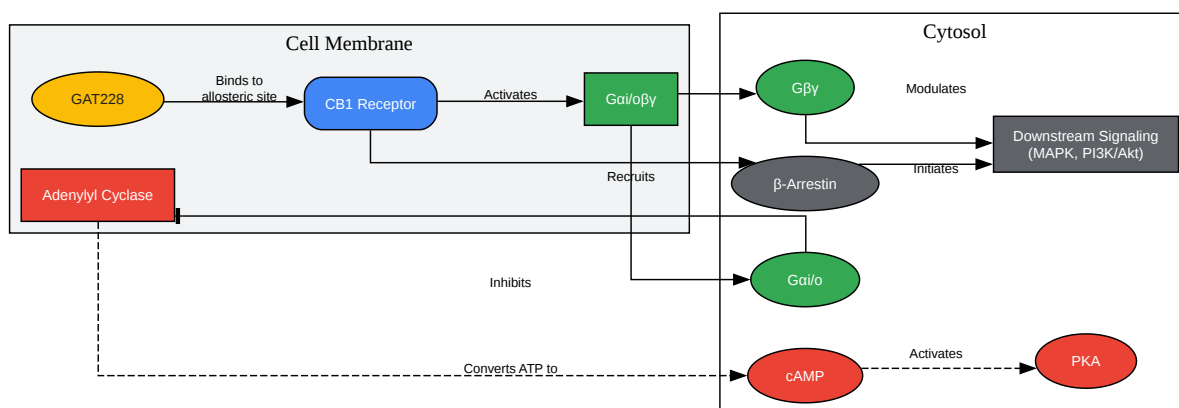 Cell Membrane
Cytosol
GAT228
Binds to
allosteric site
CB1 Receptor
Activates
Gαi/oβγ
Gβγ
Modulates
Downstream Signaling
(MAPK, PI3K/Akt)
Adenylyl Cyclase
Recruits
β-Arrestin
Initiates
Inhibits
Gαi/o
Converts ATP to
cAMP
Activates
PKA